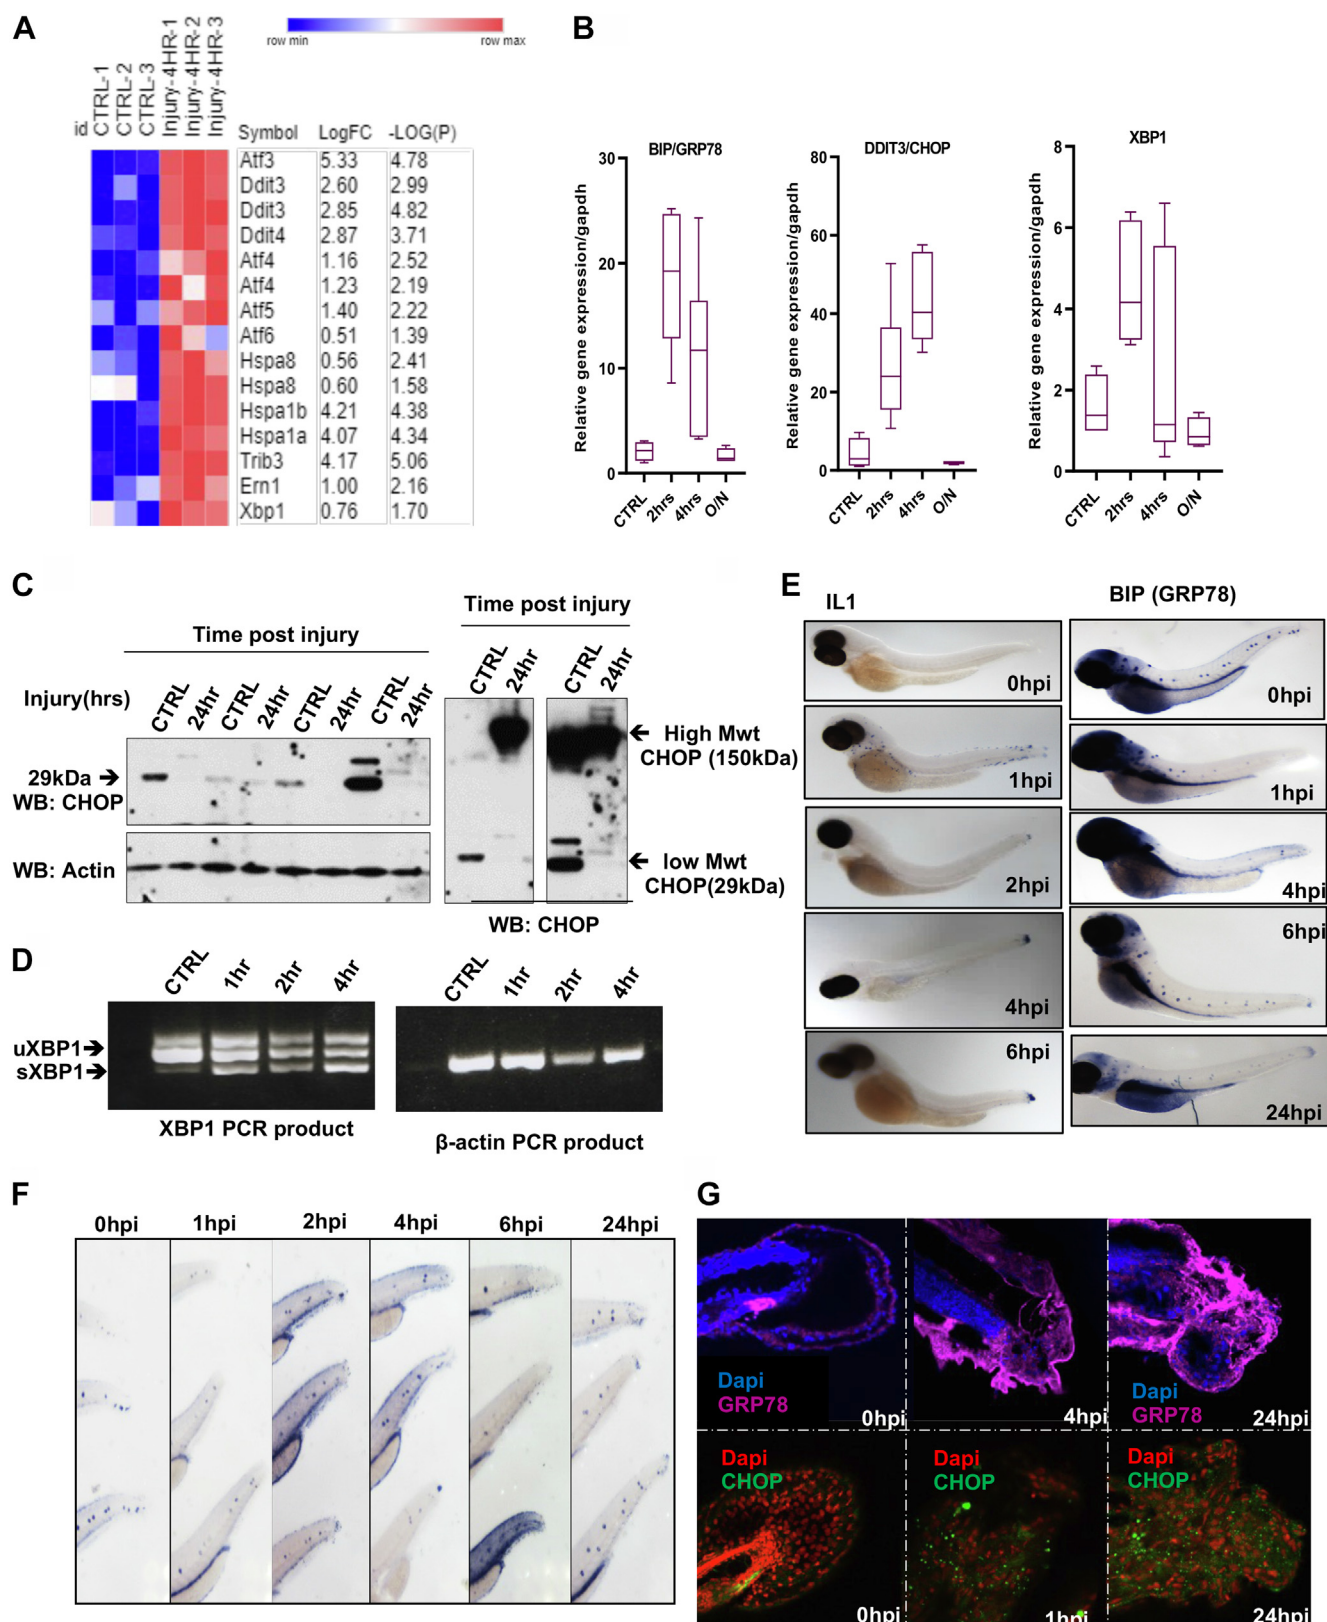 A
row min
row max
id
CTRL-1
CTRL-2
CTRL-3
Injury-4HR-1
Injury-4HR-2
Injury-4HR-3
Symbol LogFC -LOG(P)
Atf3 5.33 4.78
Ddit3 2.60 2.99
Ddit3 2.85 4.82
Ddit4 2.87 3.71
Atf4 1.16 2.52
Atf4 1.23 2.19
Atf5 1.40 2.22
Atf6 0.51 1.39
Hspa8 0.56 2.41
Hspa8 0.60 1.58
Hspa1b 4.21 4.38
Hspa1a 4.07 4.34
Trib3 4.17 5.06
Ern1 1.00 2.16
Xbp1 0.76 1.70
B
BIP/GRP78
Relative gene expression/gapdh
30
20
10
0
CTRL
2hrs
4hrs
O/N
DDIT3/CHOP
Relative gene expression/gapdh
80
60
40
20
0
CTRL
2hrs
4hrs
O/N
XBP1
Relative gene expression/gapdh
8
6
4
2
0
CTRL
2hrs
4hrs
O/N
C
Time post injury
Injury(hrs)
CTRL
24hr
CTRL
24hr
CTRL
24hr
CTRL
24hr
29kDa →
WB: CHOP
WB: Actin
Time post injury
CTRL
24hr
CTRL
24hr
← High Mwt
CHOP (150kDa)
← low Mwt
CHOP(29kDa)
WB: CHOP
D
CTRL
1hr
2hr
4hr
uXBP1→
sXBP1→
XBP1 PCR product
CTRL
1hr
2hr
4hr
β-actin PCR product
E
IL1
0hpi
1hpi
2hpi
4hpi
6hpi
BIP (GRP78)
0hpi
1hpi
4hpi
6hpi
24hpi
F
0hpi
1hpi
2hpi
4hpi
6hpi
24hpi
G
Dapi
GRP78
0hpi
4hpi
Dapi
GRP78
24hpi
Dapi
CHOP
0hpi
Dapi
CHOP
1hpi
Dapi
CHOP
24hpi